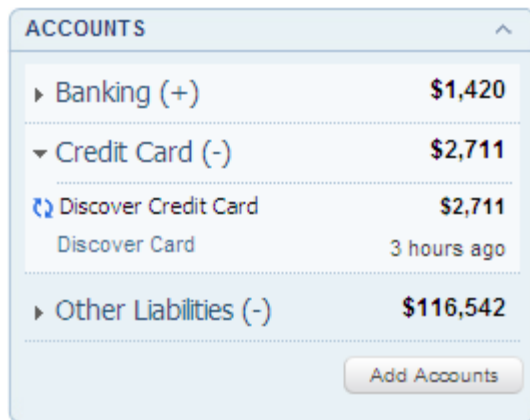 ACCOUNTS
Banking (+) $1,420
Credit Card (-) $2,711
Discover Credit Card $2,711
Discover Card 3 hours ago
Other Liabilities (-) $116,542
Add Accounts